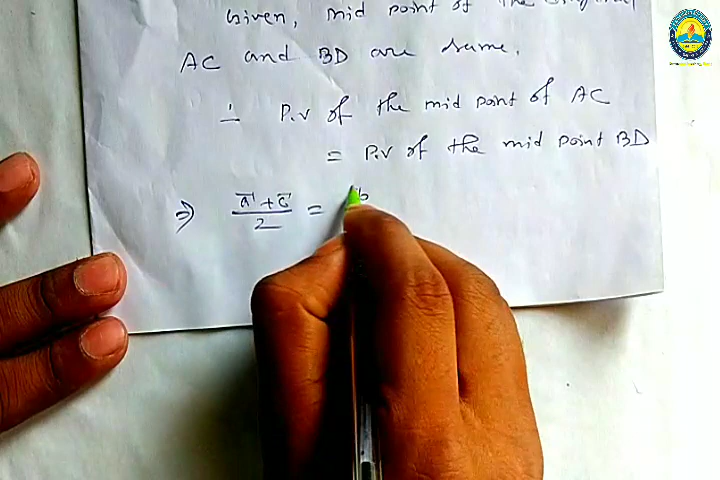 Given, mid point of the
AC and BD are same.
∴ P.v of the mid point of AC
= P.v of the mid point BD
⇒ (a⃗ + c⃗)/2 = b